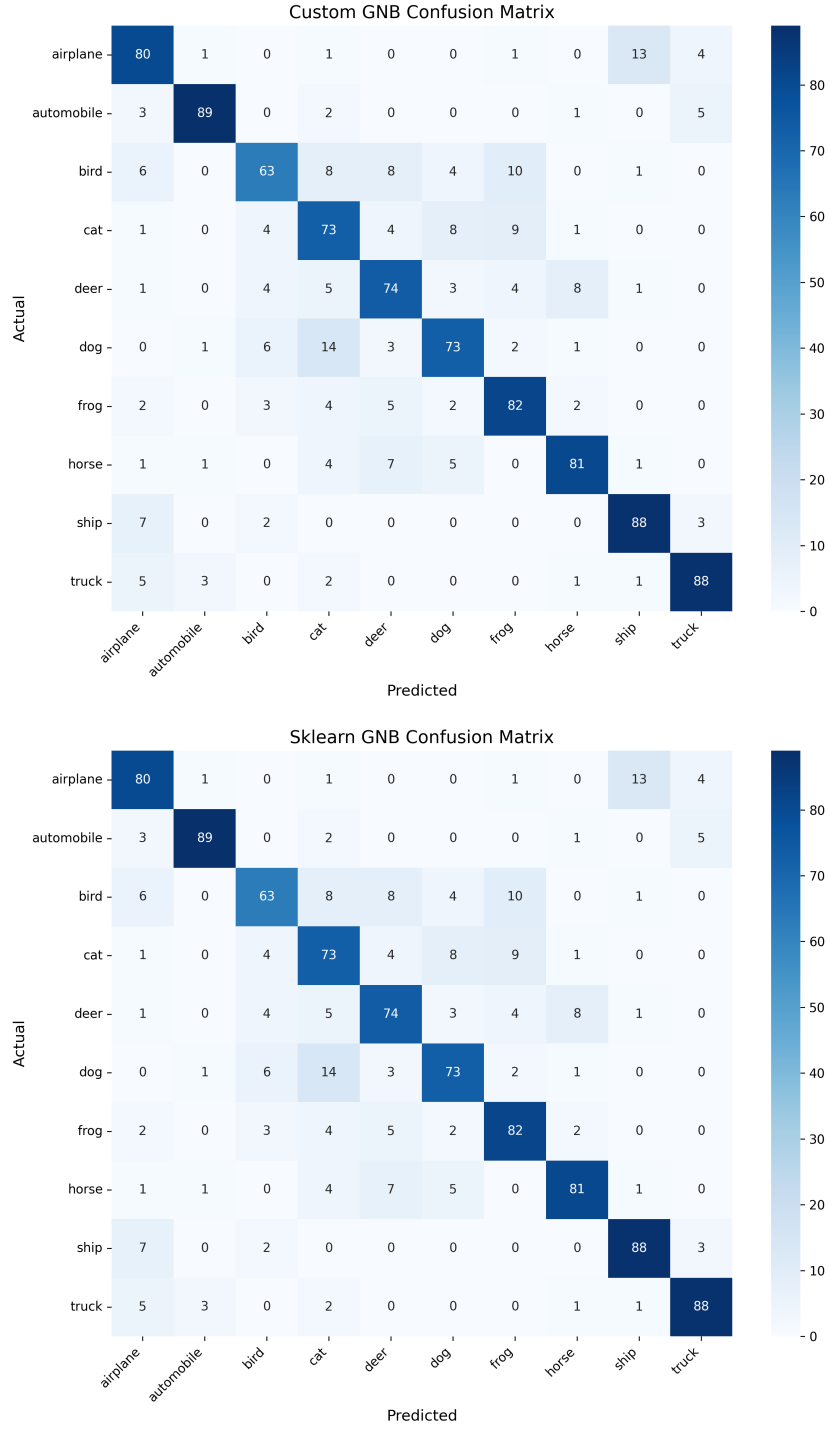 Custom GNB Confusion Matrix
airplane 80 1 0 1 0 0 1 0 13 4
automobile 3 89 0 2 0 0 0 1 0 5
bird 6 0 63 8 8 4 10 0 1 0
cat 1 0 4 73 4 8 9 1 0 0
deer 1 0 4 5 74 3 4 8 1 0
dog 0 1 6 14 3 73 2 1 0 0
frog 2 0 3 4 5 2 82 2 0 0
horse 1 1 0 4 7 5 0 81 1 0
ship 7 0 2 0 0 0 0 0 88 3
truck 5 3 0 2 0 0 0 1 1 88
airplane automobile bird cat deer dog frog horse ship truck
Predicted
Actual
80
70
60
50
40
30
20
10
0
Sklearn GNB Confusion Matrix
airplane 80 1 0 1 0 0 1 0 13 4
automobile 3 89 0 2 0 0 0 1 0 5
bird 6 0 63 8 8 4 10 0 1 0
cat 1 0 4 73 4 8 9 1 0 0
deer 1 0 4 5 74 3 4 8 1 0
dog 0 1 6 14 3 73 2 1 0 0
frog 2 0 3 4 5 2 82 2 0 0
horse 1 1 0 4 7 5 0 81 1 0
ship 7 0 2 0 0 0 0 0 88 3
truck 5 3 0 2 0 0 0 1 1 88
airplane automobile bird cat deer dog frog horse ship truck
Predicted
Actual
80
70
60
50
40
30
20
10
0